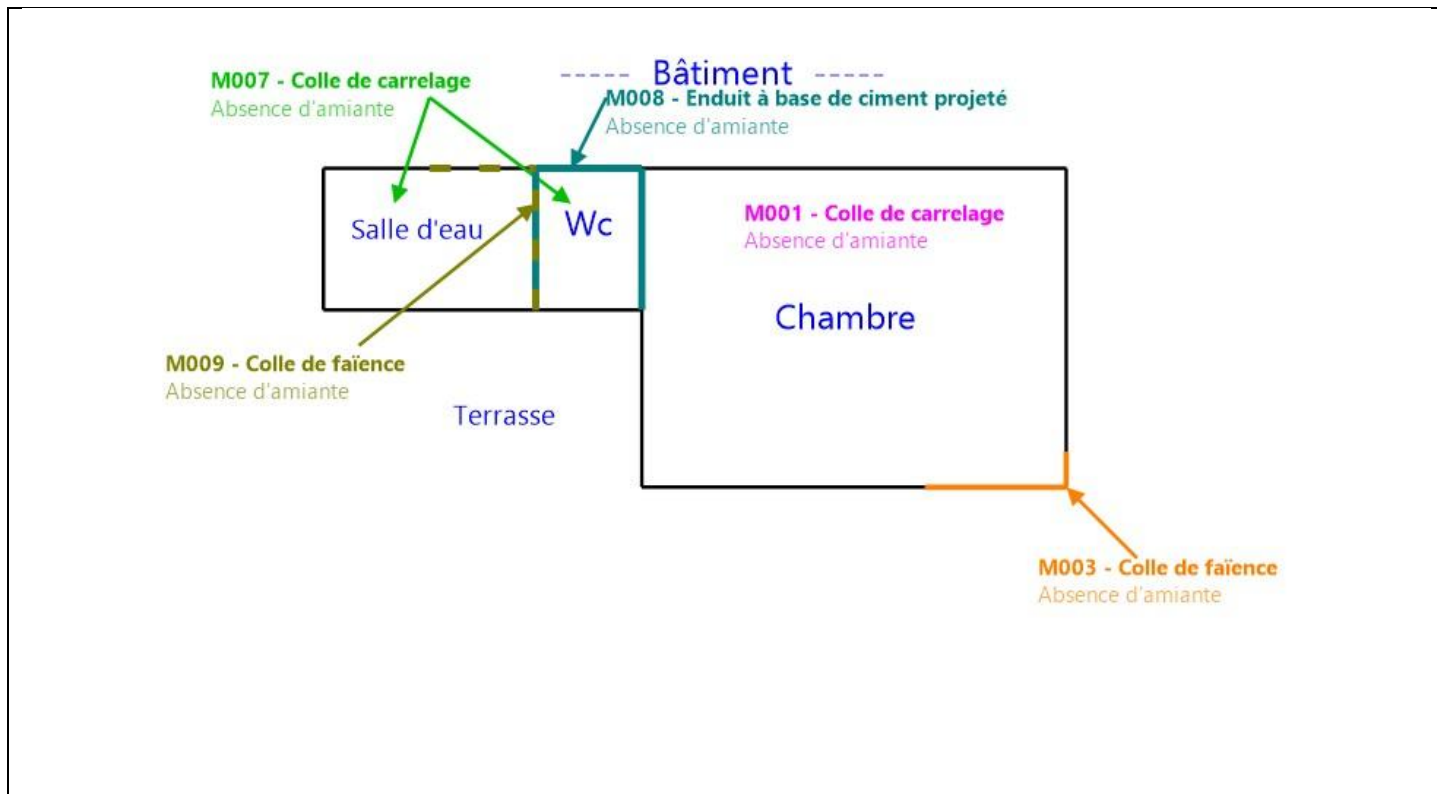 ----- Bâtiment -----
M007 - Colle de carrelage
Absence d'amiante
M008 - Enduit à base de ciment projeté
Absence d'amiante
Salle d'eau
Wc
M001 - Colle de carrelage
Absence d'amiante
Chambre
M009 - Colle de faïence
Absence d'amiante
Terrasse
M003 - Colle de faïence
Absence d'amiante